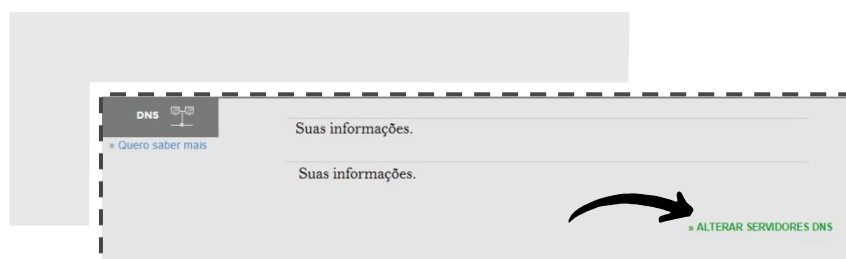 DNS
» Quero saber mais
Suas informações.
Suas informações.
» ALTERAR SERVIDORES DNS